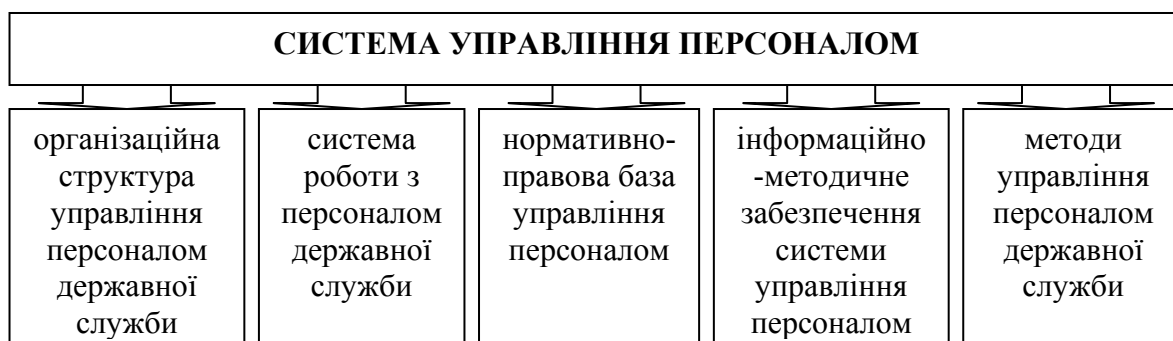 СИСТЕМА УПРАВЛІННЯ ПЕРСОНАЛОМ
організаційна
структура
управління
персоналом
державної
служби
система
роботи з
персоналом
державної
служби
нормативно-
правова база
управління
персоналом
інформаційно
-методичне
забезпечення
системи
управління
персоналом
методи
управління
персоналом
державної
служби